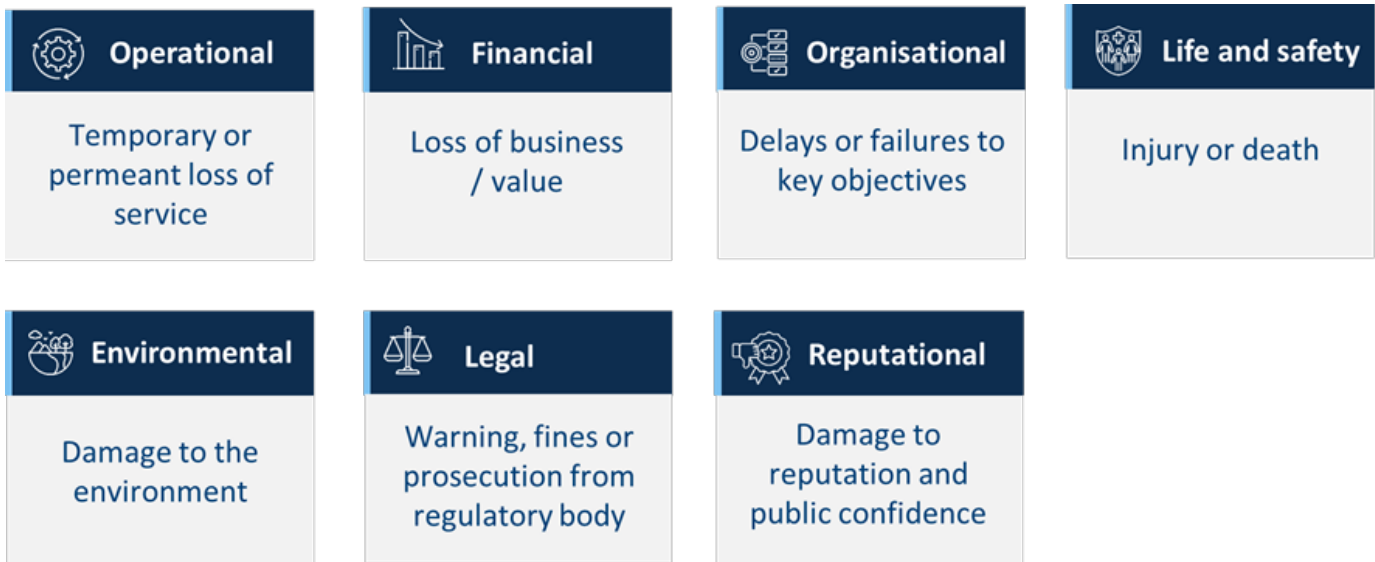 Operational
Temporary or
permeant loss of
service
Financial
Loss of business
/ value
Organisational
Delays or failures to
key objectives
Life and safety
Injury or death
Environmental
Damage to the
environment
Legal
Warning, fines or
prosecution from
regulatory body
Reputational
Damage to
reputation and
public confidence